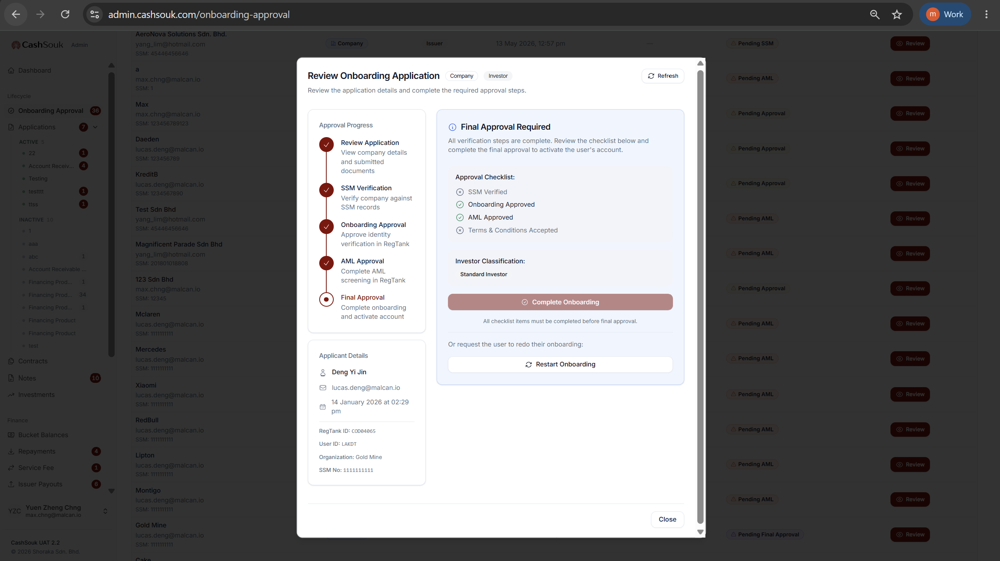 admin.cashsouk.com/onboarding-approval
m Work
CashSouk Admin
Dashboard
Lifecycle
Onboarding Approval 36
Applications 7
ACTIVE 5
22 1
Account Receiv... 4
Testing
testttt 1
ttss 1
INACTIVE 10
1
aaa
abc 1
Account Receivable ...
Financing Prod... 1
Financing Prod... 34
Financing Prod... 1
Financing Product
Financing Product
test
Contracts
Notes 10
Investments
Finance
Bucket Balances
Repayments 4
Service Fee 1
Issuer Payouts 6
YZC Yuen Zheng Chng
max.chng@malcan.io
CashSouk UAT 2.2
© 2026 Shoraka Sdn. Bhd.
AeroNova Solutions Sdn. Bhd.
yang_lim@hotmail.com
SSM: 45446456646
Company Issuer 13 May 2026, 12:57 pm — Pending SSM Review
a
max.chng@malcan.io
SSM: 1
Pending AML Review
Max
max.chng@malcan.io
SSM: 123456789123
Pending Approval Review
Daeden
lucas.deng@malcan.io
SSM: 123456789
Pending Approval Review
KreditB
lucas.deng@malcan.io
SSM: 1234567890
Pending Approval Review
Test Sdn Bhd
yang_lim@hotmail.com
SSM: 45446456646
Pending AML Review
Magnificent Parade Sdn Bhd
yang_lim@hotmail.com
SSM: 201801018808
Pending AML Review
123 Sdn Bhd
max.chng@malcan.io
SSM: 12345
Pending Approval Review
Mclaren
lucas.deng@malcan.io
SSM: 1111111111
Pending AML Review
Mercedes
lucas.deng@malcan.io
SSM: 1111111111
Pending AML Review
Xiaomi
lucas.deng@malcan.io
SSM: 1111111111
Pending AML Review
RedBull
lucas.deng@malcan.io
SSM: 1111111111
Pending AML Review
Lipton
lucas.deng@malcan.io
SSM: 1111111111
Pending AML Review
Montigo
lucas.deng@malcan.io
SSM: 1111111111
Pending AML Review
Gold Mine
lucas.deng@malcan.io
SSM: 1111111111
Pending Final Approval Review
Cake
Review Onboarding Application Company Investor
Refresh
Review the application details and complete the required approval steps.
Approval Progress
Review Application
View company details
and submitted
documents
SSM Verification
Verify company against
SSM records
Onboarding Approval
Approve identity
verification in RegTank
AML Approval
Complete AML
screening in RegTank
Final Approval
Complete onboarding
and activate account
Applicant Details
Deng Yi Jin
lucas.deng@malcan.io
14 January 2026 at 02:29
pm
RegTank ID: COD04065
User ID: LAKDT
Organization: Gold Mine
SSM No: 1111111111
Final Approval Required
All verification steps are complete. Review the checklist below and
complete the final approval to activate the user's account.
Approval Checklist:
SSM Verified
Onboarding Approved
AML Approved
Terms & Conditions Accepted
Investor Classification:
Standard Investor
Complete Onboarding
All checklist items must be completed before final approval.
Or request the user to redo their onboarding:
Restart Onboarding
Close